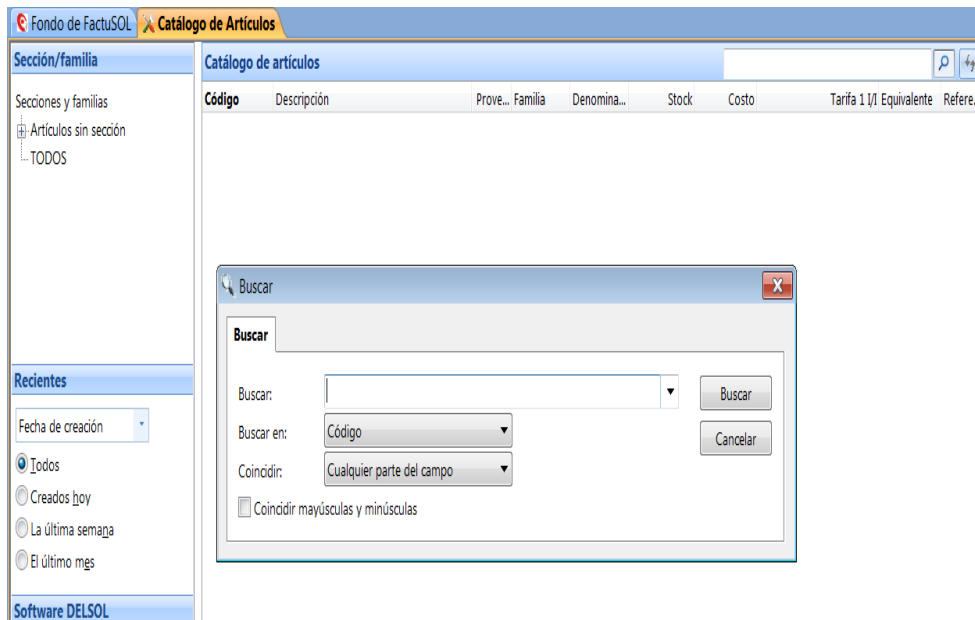 Fondo de FactuSOL Catálogo de Artículos
Sección/familia
Catálogo de artículos
Secciones y familias
Artículos sin sección
TODOS
Código Descripción Prove... Familia Denomina... Stock Costo Tarifa 1 I/I Equivalente Refere.
Buscar
Buscar
Buscar:
Buscar
Buscar en:
Código
Cancelar
Coincidir:
Cualquier parte del campo
Coincidir mayúsculas y minúsculas
Recientes
Fecha de creación
Todos
Creados hoy
La última semana
El último mes
Software DELSOL